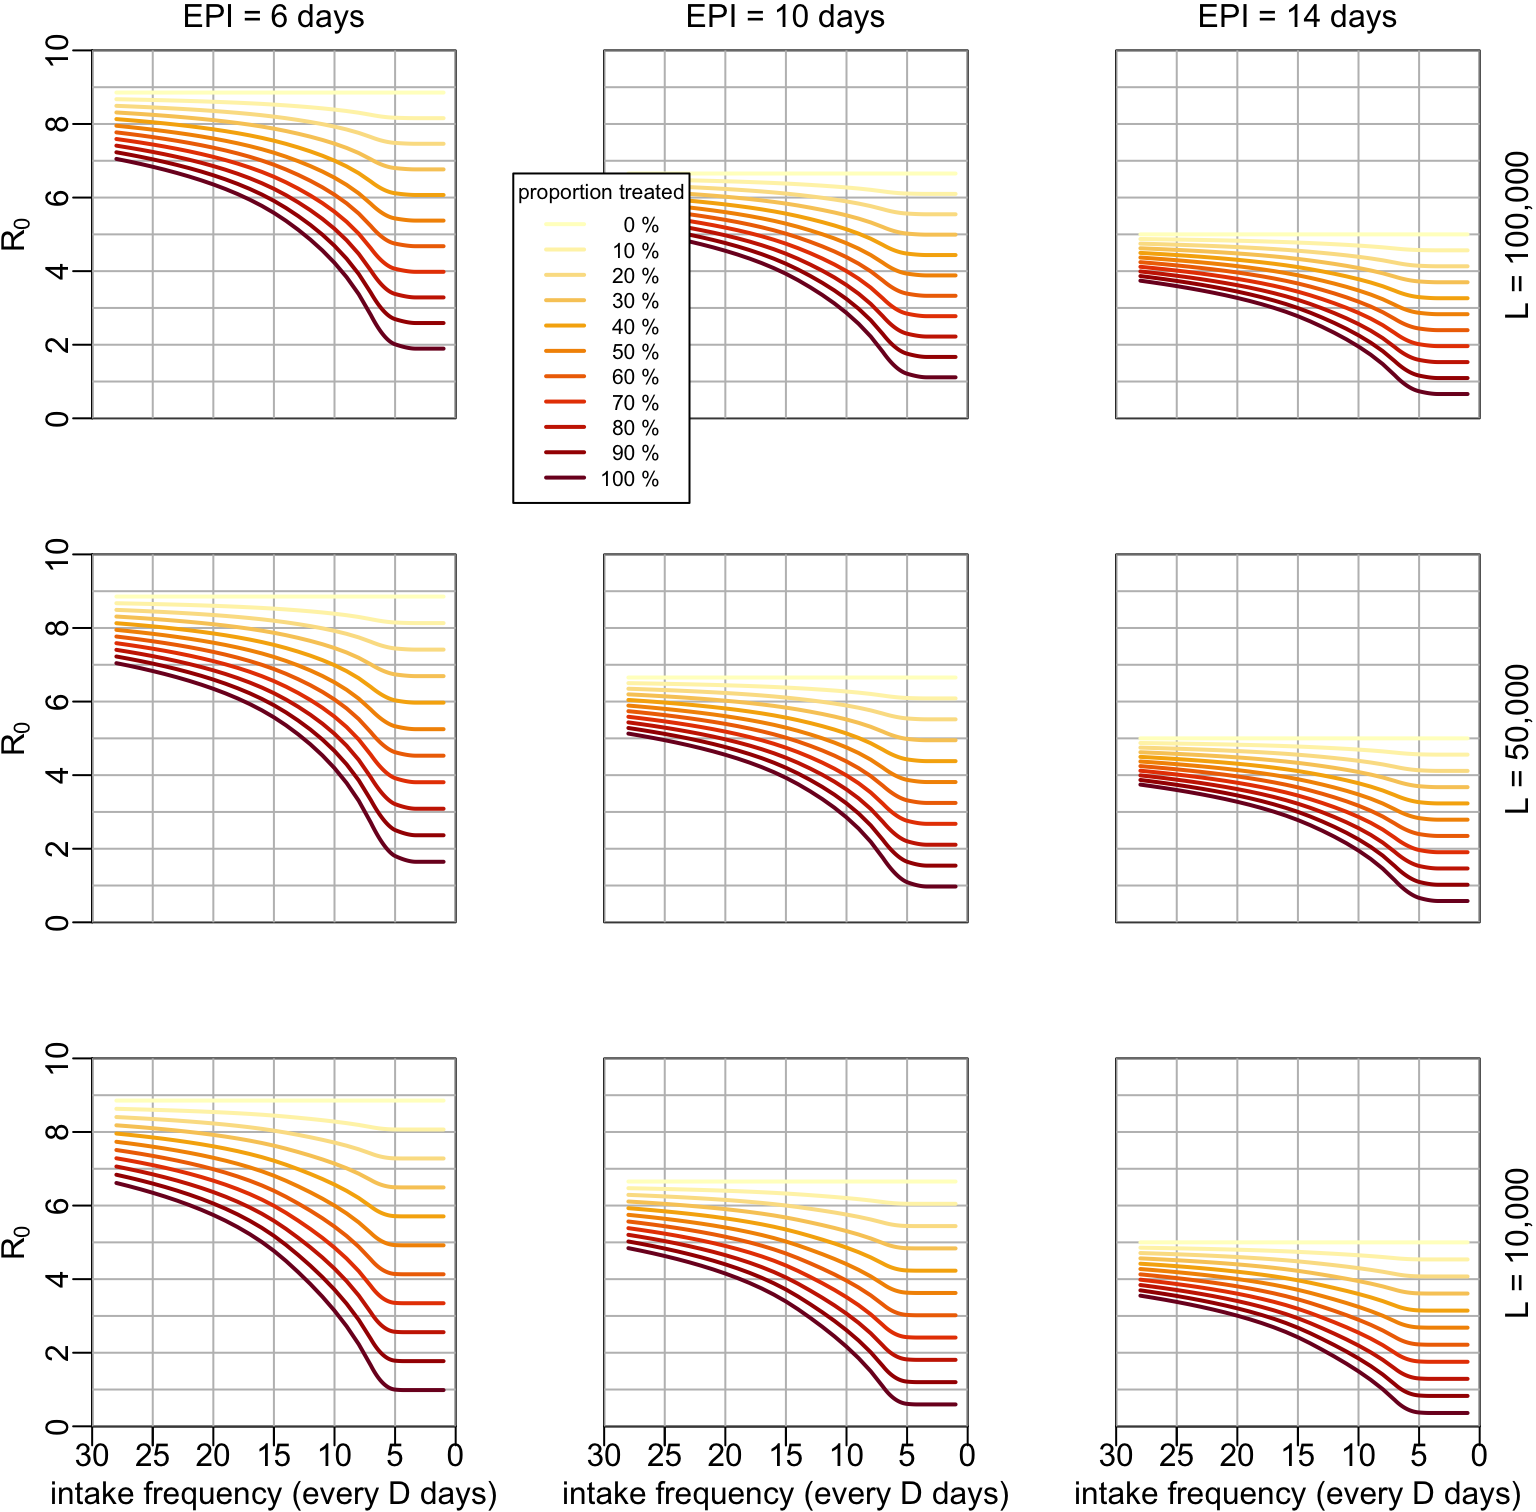 EPI = 6 days
EPI = 10 days
EPI = 14 days
10
8
6
4
2
0
R0
L = 100,000
proportion treated
0 %
10 %
20 %
30 %
40 %
50 %
60 %
70 %
80 %
90 %
100 %
10
8
6
4
2
0
R0
L = 50,000
10
8
6
4
2
0
R0
L = 10,000
30 25 20 15 10 5 0
30 25 20 15 10 5 0
30 25 20 15 10 5 0
intake frequency (every D days)
intake frequency (every D days)
intake frequency (every D days)